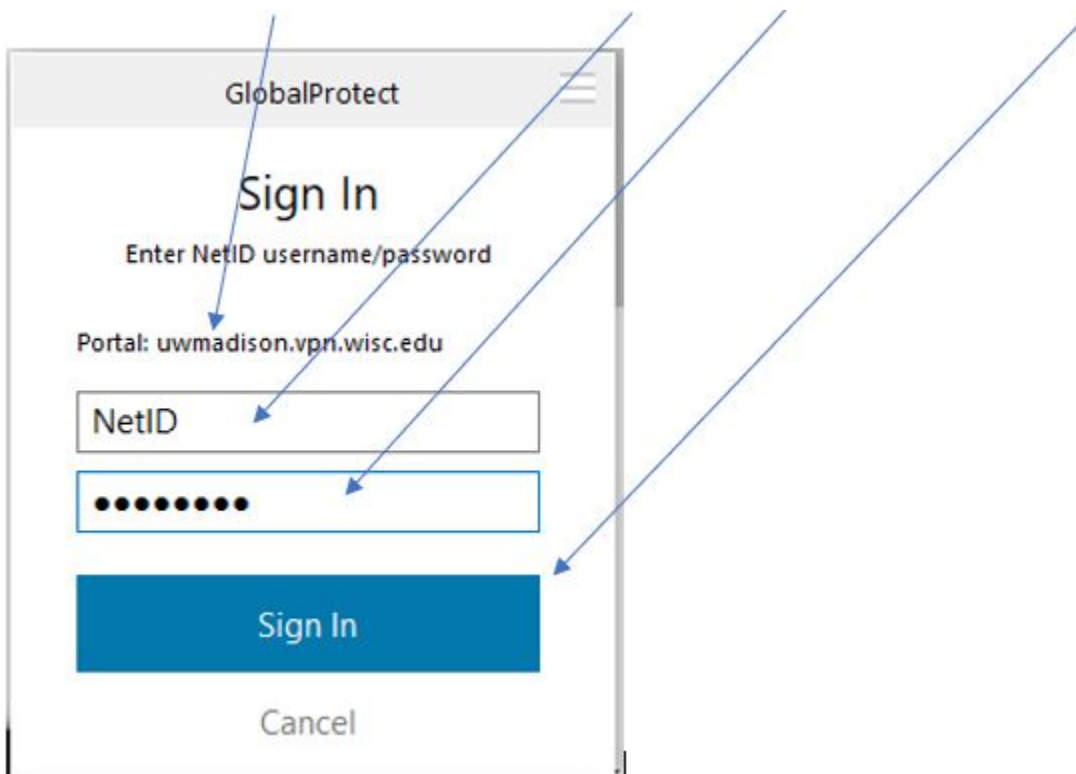 GlobalProtect
Sign In
Enter NetID username/password
Portal: uwmadison.vpn.wisc.edu
NetID
●●●●●●●●
Sign In
Cancel